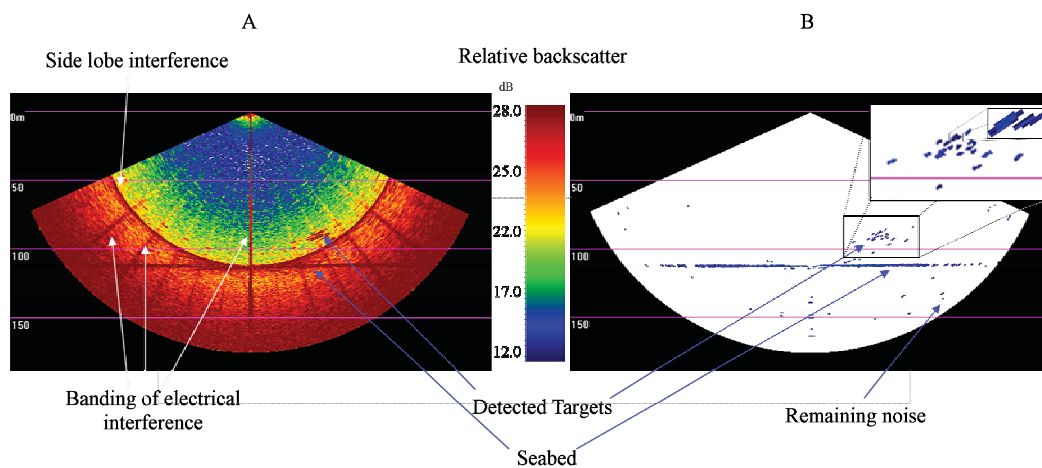 A
B
Side lobe interference
Relative backscatter
dB
0m
50
100
150
28.0
25.0
22.0
17.0
12.0
0m
50
100
150
Banding of electrical
interference
Detected Targets
Remaining noise
Seabed